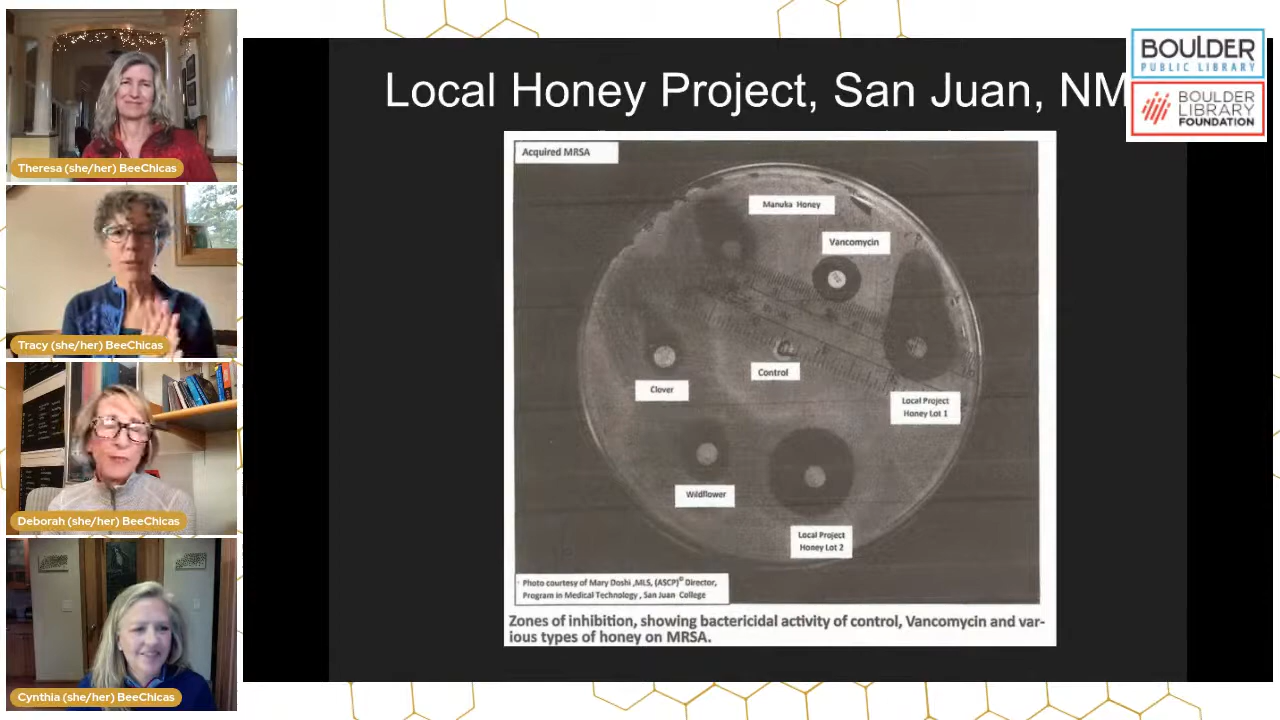 Local Honey Project, San Juan, NM
BOULDER
PUBLIC LIBRARY
BOULDER
LIBRARY
FOUNDATION
Theresa (she/her) BeeChicas
Tracy (she/her) BeeChicas
Deborah (she/her) BeeChicas
Cynthia (she/her) BeeChicas
Acquired MRSA
Manuka Honey
Vancomycin
Control
Clover
Local Project
Honey Lot 1
Wildflower
Local Project
Honey Lot 2
Photo courtesy of Mary Doshi ,MLS, (ASCP)© Director,
Program in Medical Technology , San Juan College
Zones of inhibition, showing bactericidal activity of control, Vancomycin and var-
ious types of honey on MRSA.